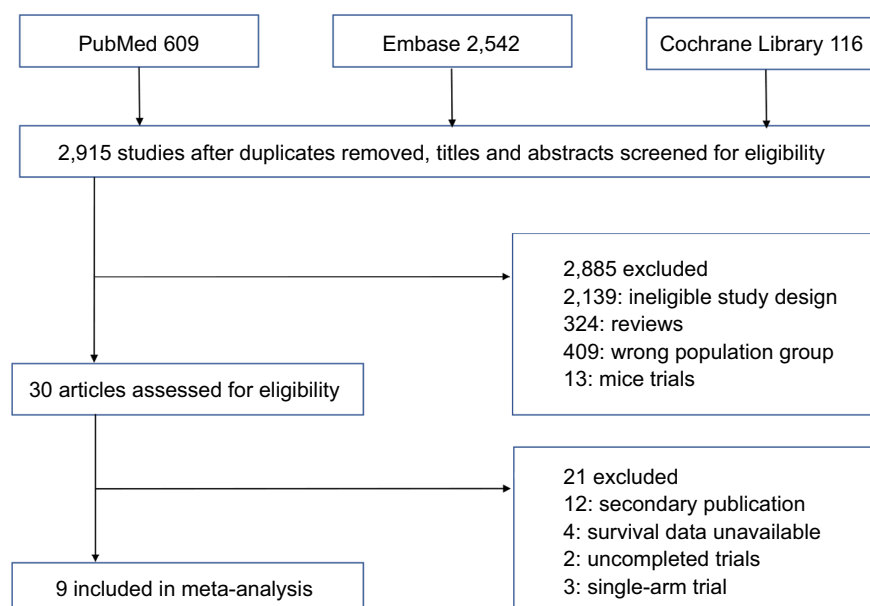 PubMed 609
Embase 2,542
Cochrane Library 116
2,915 studies after duplicates removed, titles and abstracts screened for eligibility
2,885 excluded
2,139: ineligible study design
324: reviews
409: wrong population group
13: mice trials
30 articles assessed for eligibility
21 excluded
12: secondary publication
4: survival data unavailable
2: uncompleted trials
3: single-arm trial
9 included in meta-analysis